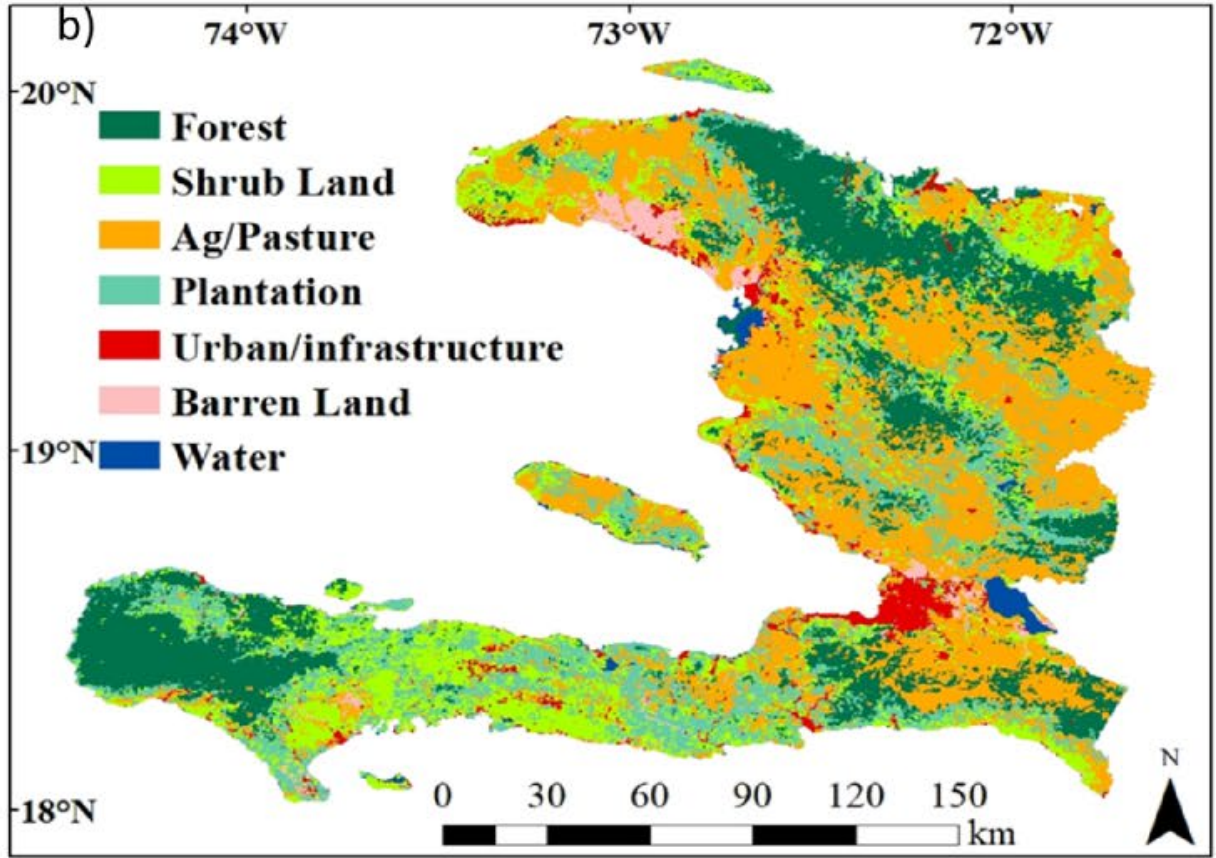 b)
74°W 73°W 72°W
20°N
Forest
Shrub Land
Ag/Pasture
Plantation
Urban/infrastructure
Barren Land
19°N
Water
N
18°N
0 30 60 90 120 150
km